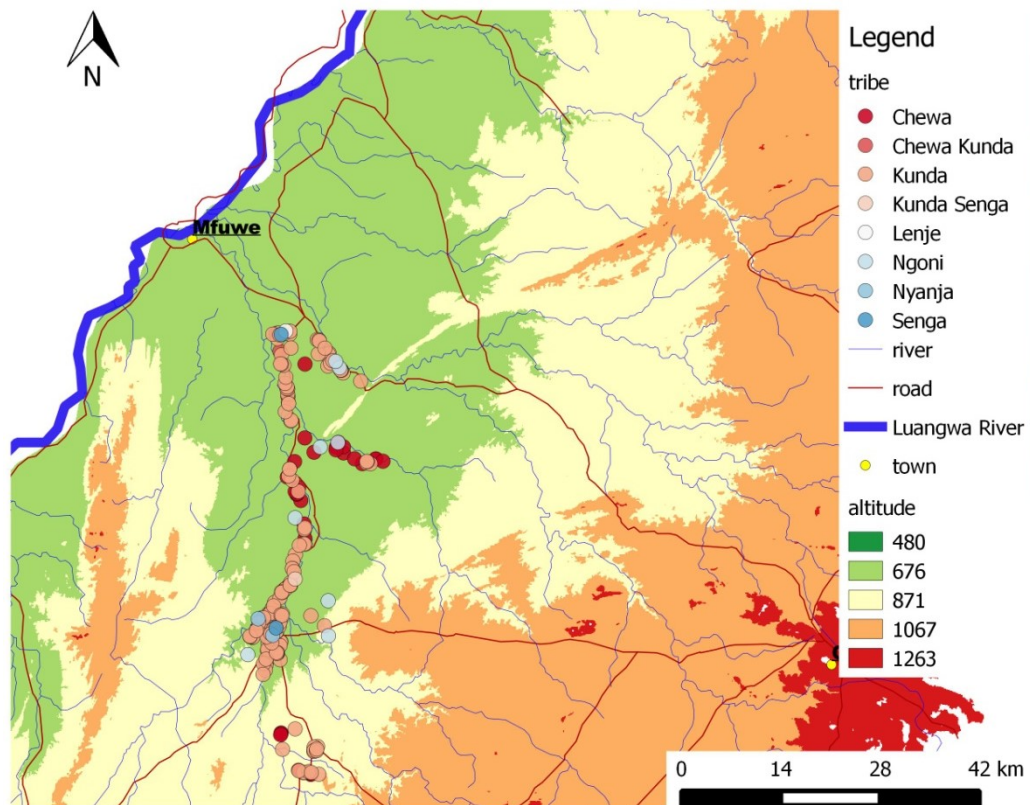 N
Mfuwe
Legend
tribe
Chewa
Chewa Kunda
Kunda
Kunda Senga
Lenje
Ngoni
Nyanja
Senga
river
road
Luangwa River
town
altitude
480
676
871
1067
1263
0 14 28 42 km